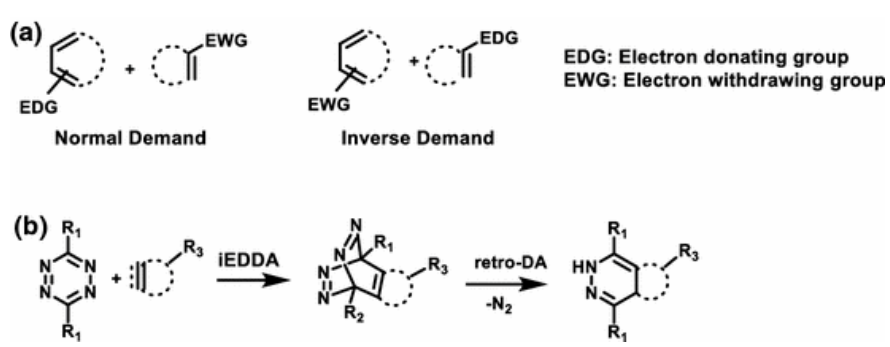 (a)
EWG
EDG
EDG: Electron donating group
EWG: Electron withdrawing group
+
+
EDG
EWG
Normal Demand
Inverse Demand
(b)
R1
N
N
N
N
+
R3
R1
iEDDA
N
N
R1
N
N
R3
R2
retro-DA
-N2
R1
HN
N
R3
R1